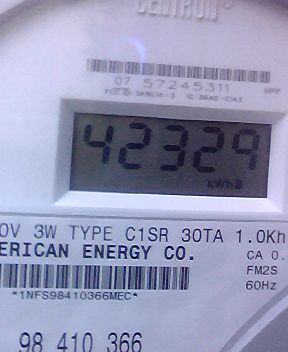 CENTRON®
07 57245311
42329
kWh
0V 3W TYPE C1SR 30TA 1.0Kh
ERICAN ENERGY CO.
CA 0.
FM2S
*1NFS98410366MEC*
60Hz
98 410 366